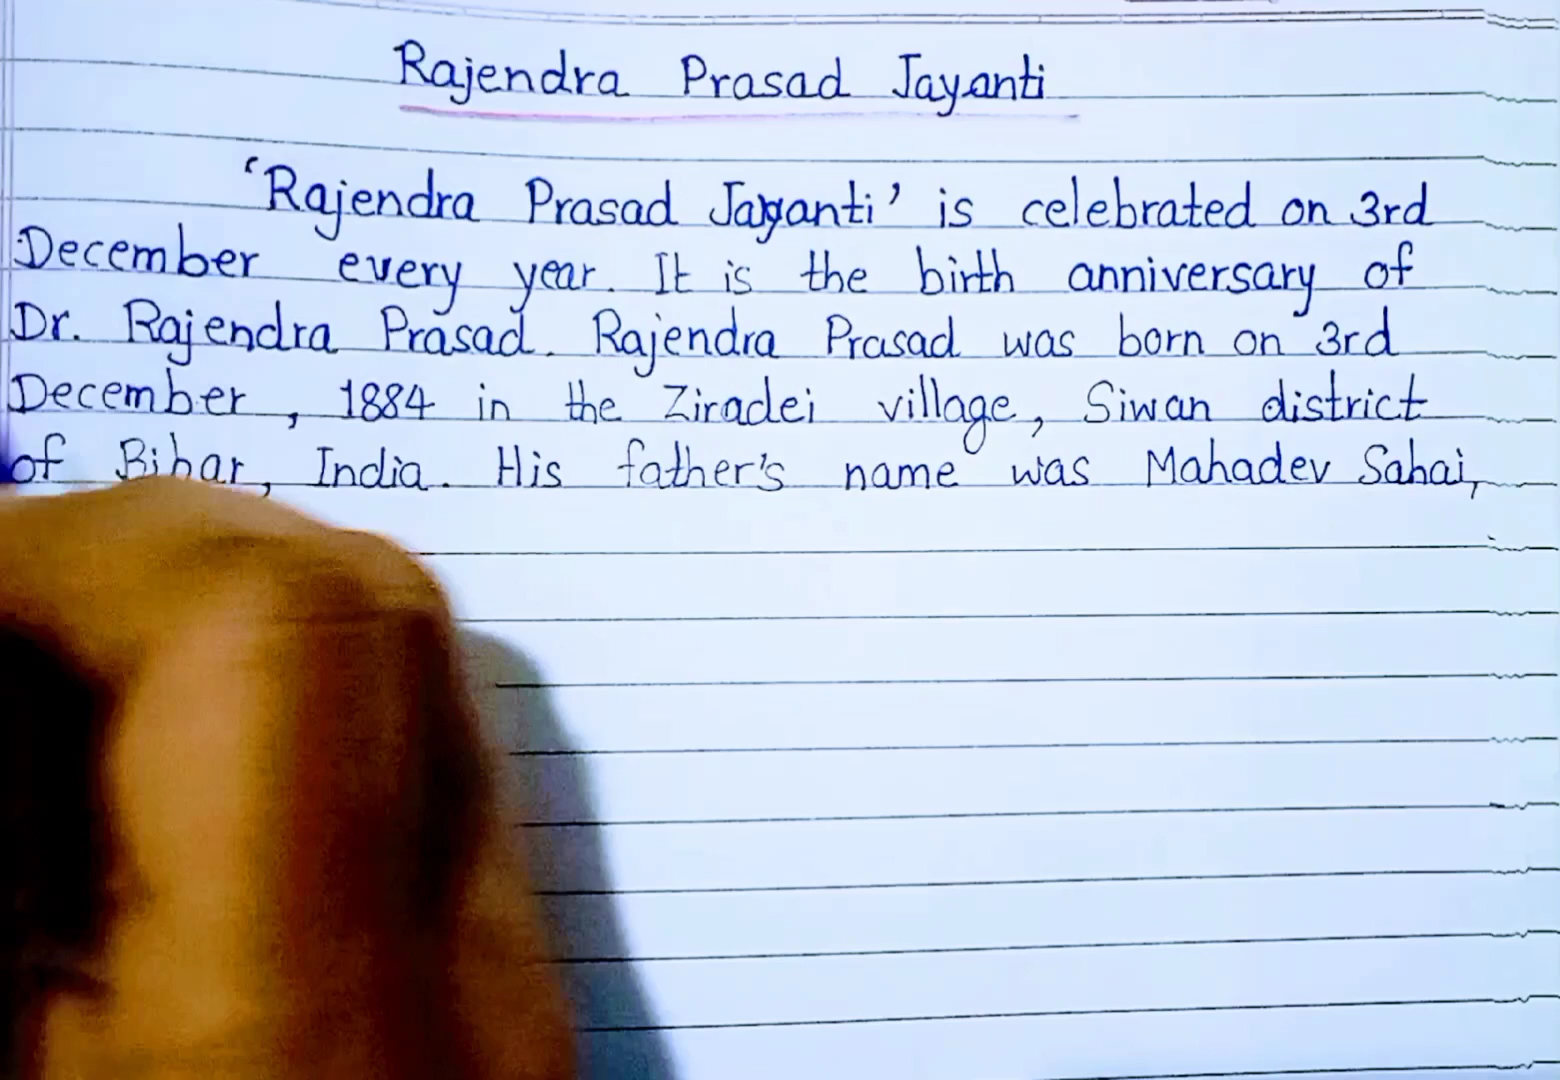 Rajendra Prasad Jayanti
‘Rajendra Prasad Jayanti’ is celebrated on 3rd
December every year. It is the birth anniversary of
Dr. Rajendra Prasad. Rajendra Prasad was born on 3rd
December, 1884 in the Ziradei village, Siwan district
of Bihar, India. His father's name was Mahadev Sahai,